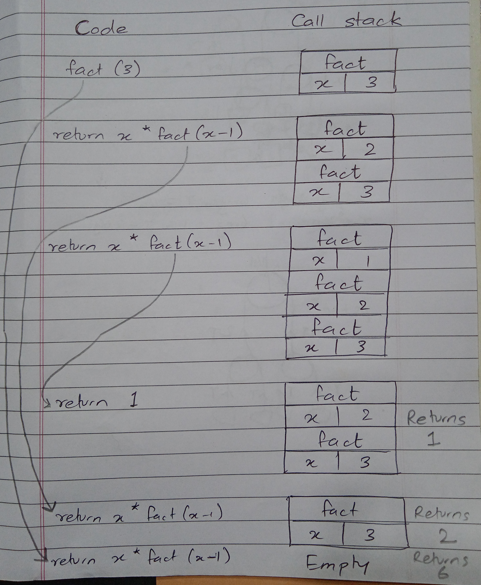 Code Call stack
fact (3)
fact
x 3
return x * fact (x-1)
fact
x 2
fact
x 3
return x * fact (x-1)
fact
x 1
fact
x 2
fact
x 3
return 1
fact
x 2
fact
x 3
Returns
1
return x * fact (x-1)
fact
x 3
Returns
2
return x * fact (x-1)
Empty
Returns
6